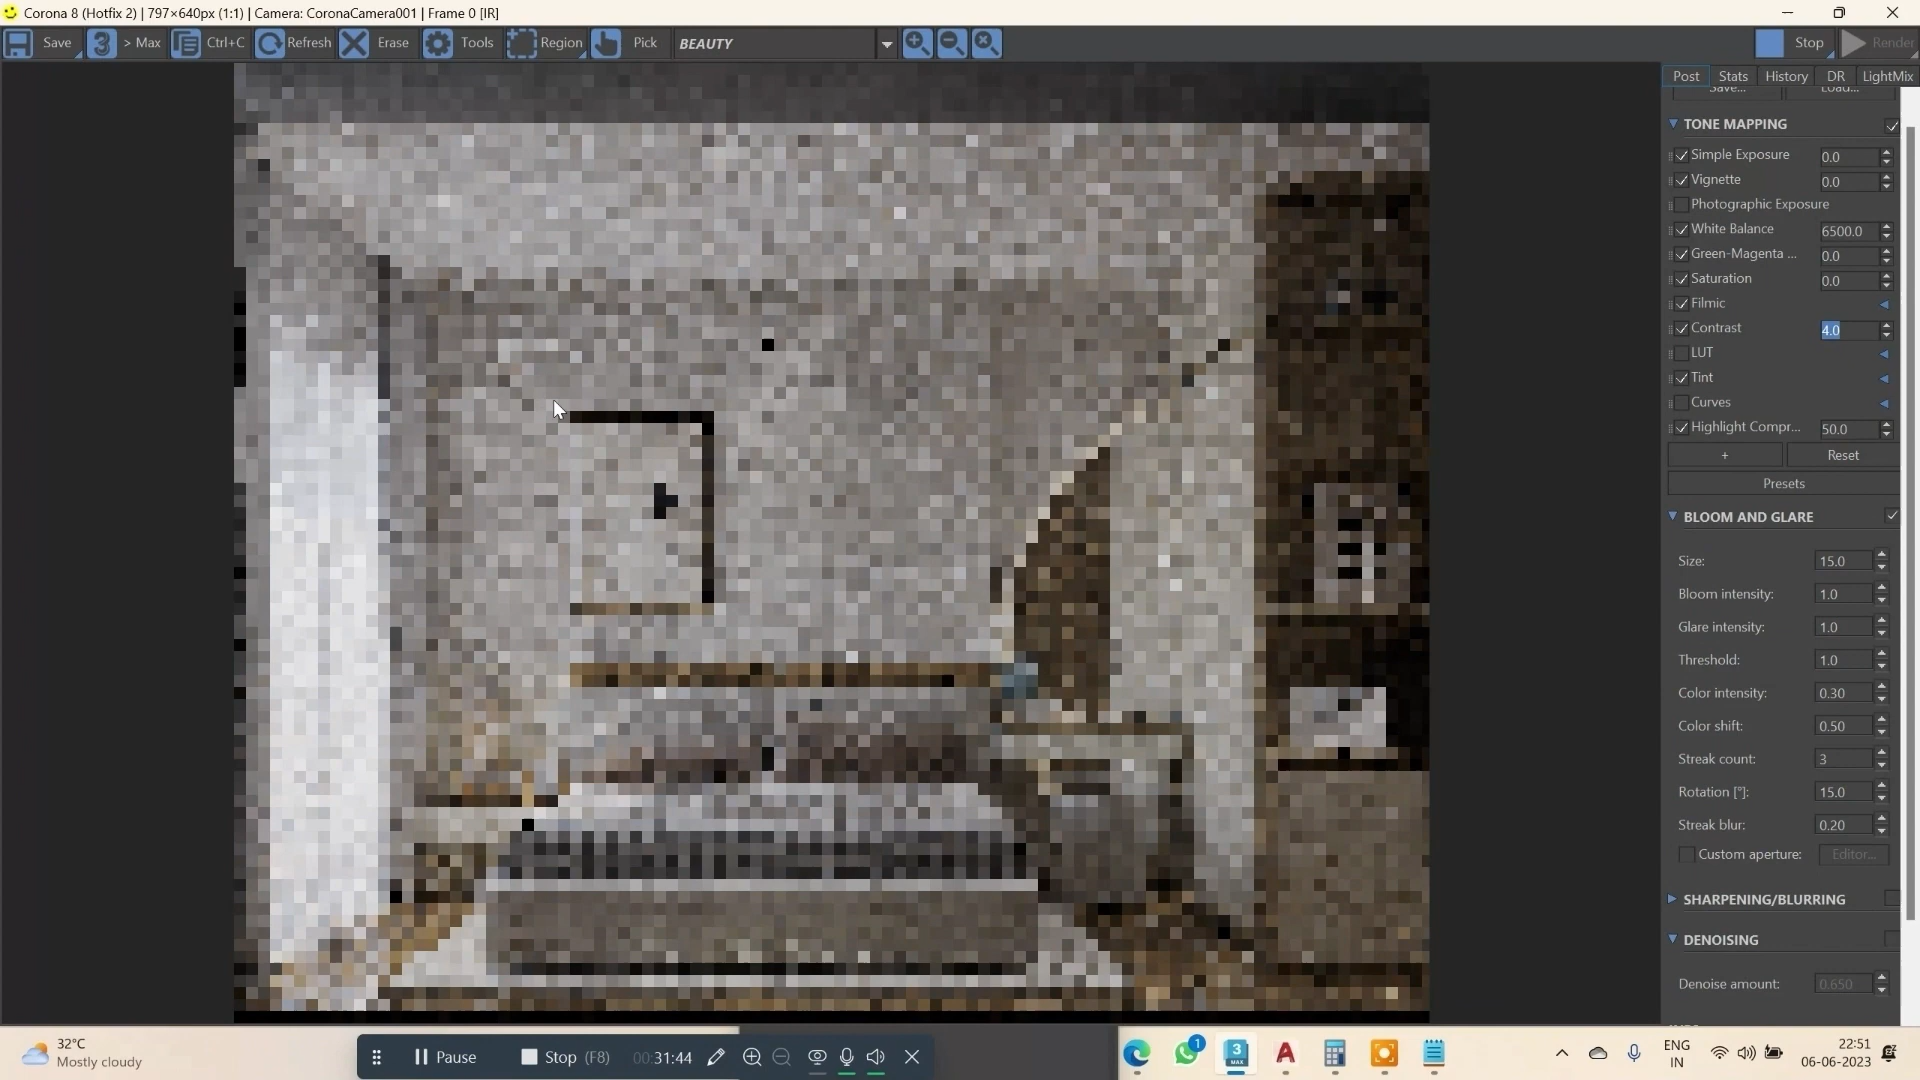 Corona 8 (Hotfix 2) | 797×640px (1:1) | Camera: CoronaCamera001 | Frame 0 [IR]
Save 3 > Max Ctrl+C Refresh Erase Tools Region Pick BEAUTY Stop Render
Post Stats History DR LightMix
Save... Load...
TONE MAPPING
Simple Exposure 0.0
Vignette 0.0
Photographic Exposure
White Balance 6500.0
Green-Magenta ... 0.0
Saturation 0.0
Filmic
Contrast 4.0
LUT
Tint
Curves
Highlight Compr... 50.0
+ Reset
Presets
BLOOM AND GLARE
Size: 15.0
Bloom intensity: 1.0
Glare intensity: 1.0
Threshold: 1.0
Color intensity: 0.30
Color shift: 0.50
Streak count: 3
Rotation [°]: 15.0
Streak blur: 0.20
Custom aperture: Editor...
SHARPENING/BLURRING
DENOISING
Denoise amount: 0.650
32°C
Mostly cloudy
Pause Stop (F8) 00:31:44
1
3
MAX
A
ENG
IN
22:51
06-06-2023